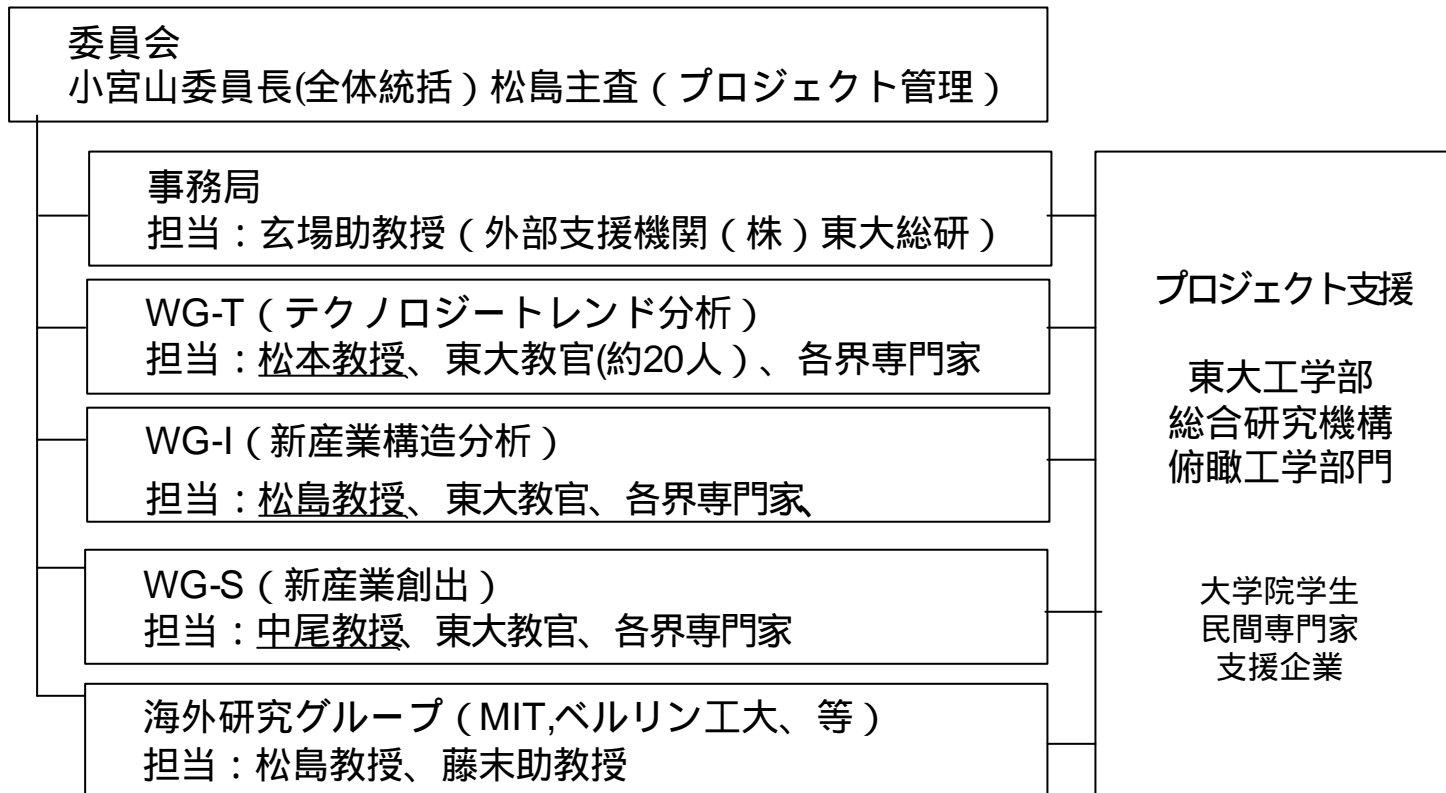 委員会
小宮山委員長(全体統括）松島主査（プロジェクト管理）
事務局
担当：玄場助教授（外部支援機関（株）東大総研）
WG-T（テクノロジートレンド分析）
担当：松本教授、東大教官(約20人）、各界専門家
WG-I（新産業構造分析）
担当：松島教授、東大教官、各界専門家、
WG-S（新産業創出）
担当：中尾教授、東大教官、各界専門家
海外研究グループ（MIT,ベルリン工大、等）
担当：松島教授、藤末助教授
プロジェクト支援
東大工学部
総合研究機構
俯瞰工学部門
大学院学生
民間専門家
支援企業